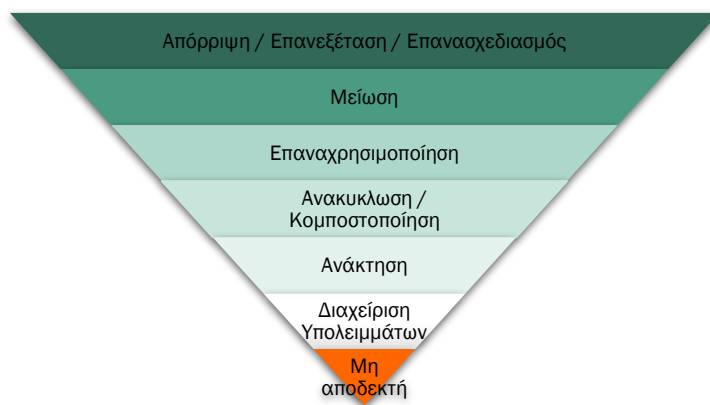 Απόρριψη / Επανεξέταση / Επανασχεδιασμός
Μείωση
Επαναχρησιμοποίηση
Ανακυκλωση /
Κομποστοποίηση
Ανάκτηση
Διαχείριση
Υπολειμμάτων
Μη
αποδεκτή